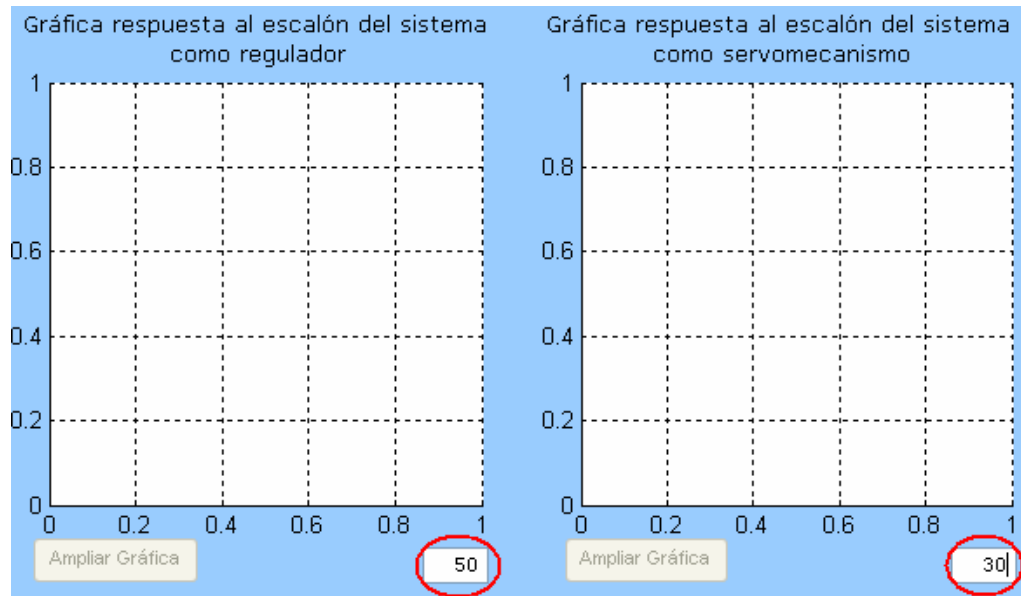 Gráfica respuesta al escalón del sistema
como regulador
1
0.8
0.6
0.4
0.2
0
0 0.2 0.4 0.6 0.8 1
Ampliar Gráfica
50
Gráfica respuesta al escalón del sistema
como servomecanismo
1
0.8
0.6
0.4
0.2
0
0 0.2 0.4 0.6 0.8 1
Ampliar Gráfica
30